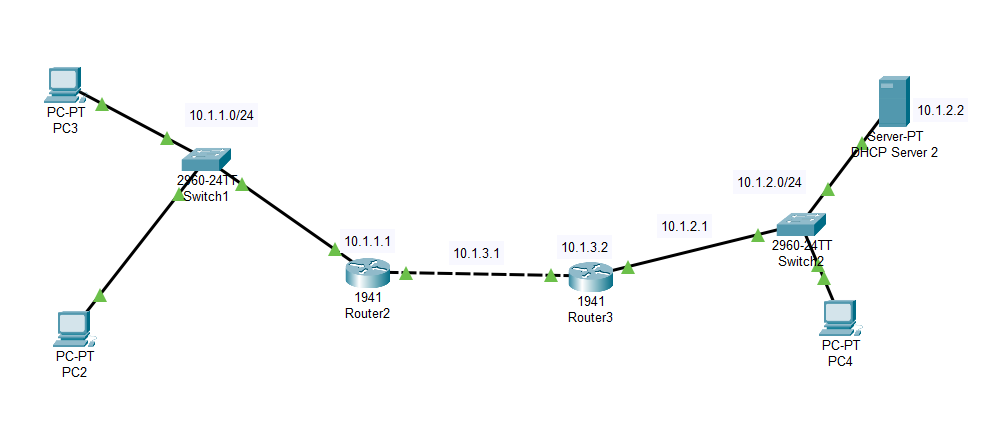 PC-PT
PC3
10.1.1.0/24
2960-24TT
Switch1
PC-PT
PC2
10.1.1.1
1941
Router2
10.1.3.1
10.1.3.2
1941
Router3
10.1.2.1
10.1.2.0/24
2960-24TT
Switch2
Server-PT
DHCP Server 2
10.1.2.2
PC-PT
PC4